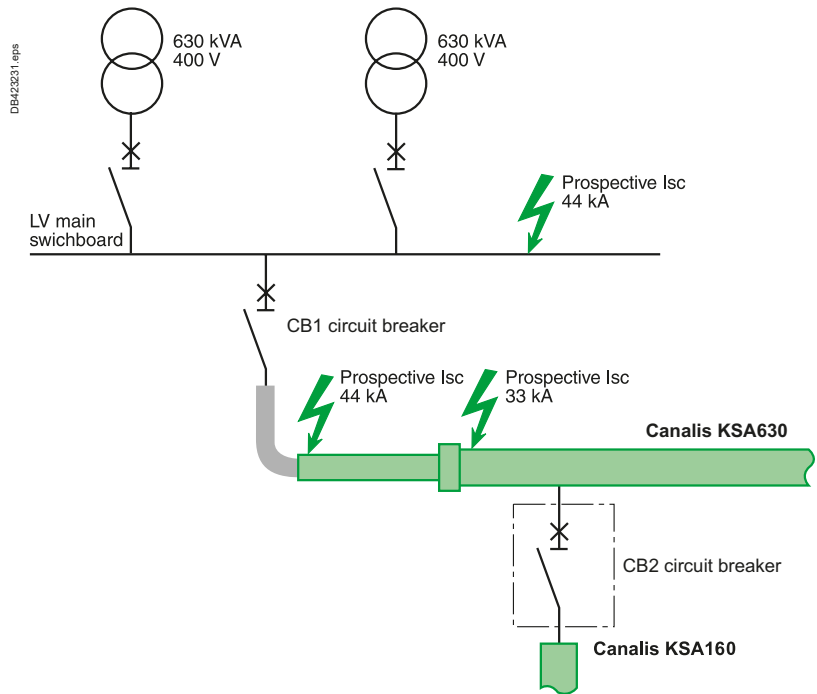 DB423231.eps
630 kVA
400 V
630 kVA
400 V
Prospective Isc
44 kA
LV main
swichboard
CB1 circuit breaker
Prospective Isc
44 kA
Prospective Isc
33 kA
Canalis KSA630
CB2 circuit breaker
Canalis KSA160